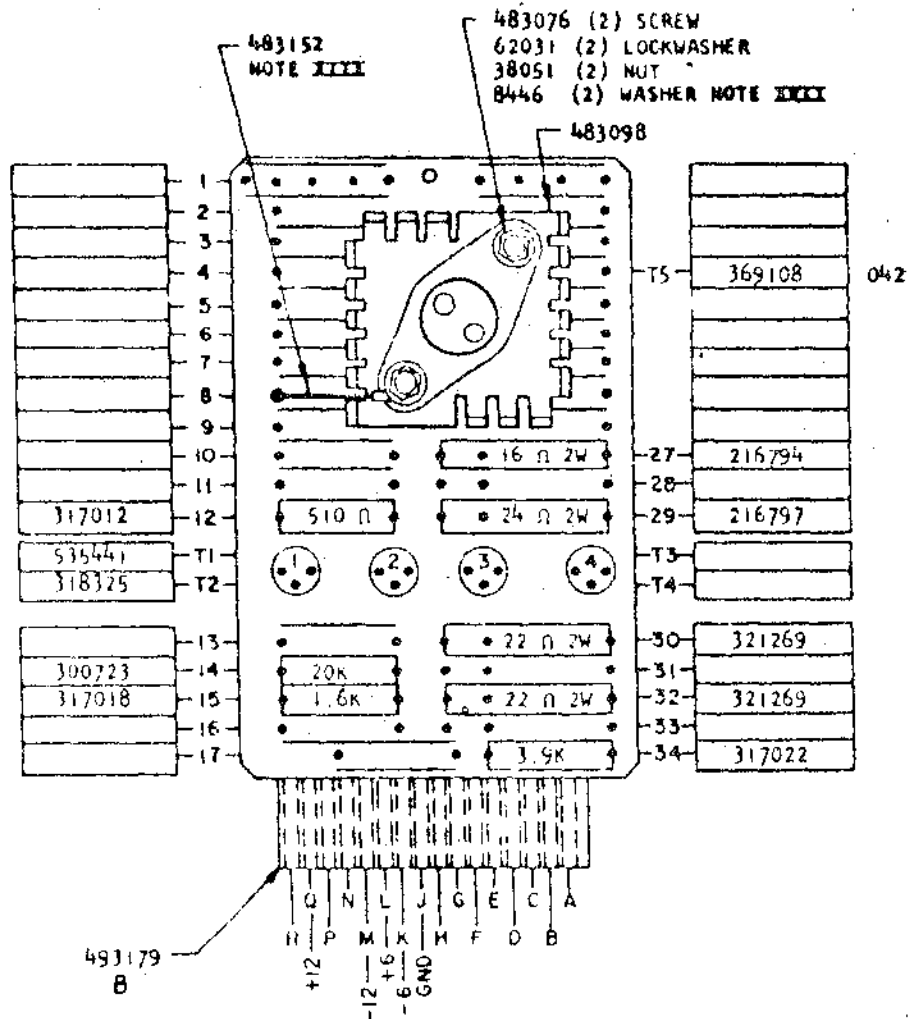 483152
NOTE XXXX
483076 (2) SCREW
62031 (2) LOCKWASHER
38051 (2) NUT
8446 (2) WASHER NOTE XXXX
483098
1
2
3
4 T5 369108 042
5
6
7
8
9
10 16 Ω 2W 27 216794
11 28
317012 12 510 Ω 24 Ω 2W 29 216797
535441 T1 1 2 3 4 T3
318325 T2 T4
13 22 Ω 2W 30 321269
300723 14 20K 31
317018 15 1.6K 22 Ω 2W 32 321269
16 33
17 3.9K 34 317022
Q N L J G E C A
R P M K H F D B
+12 -12 +6 -6 GND
493179
B